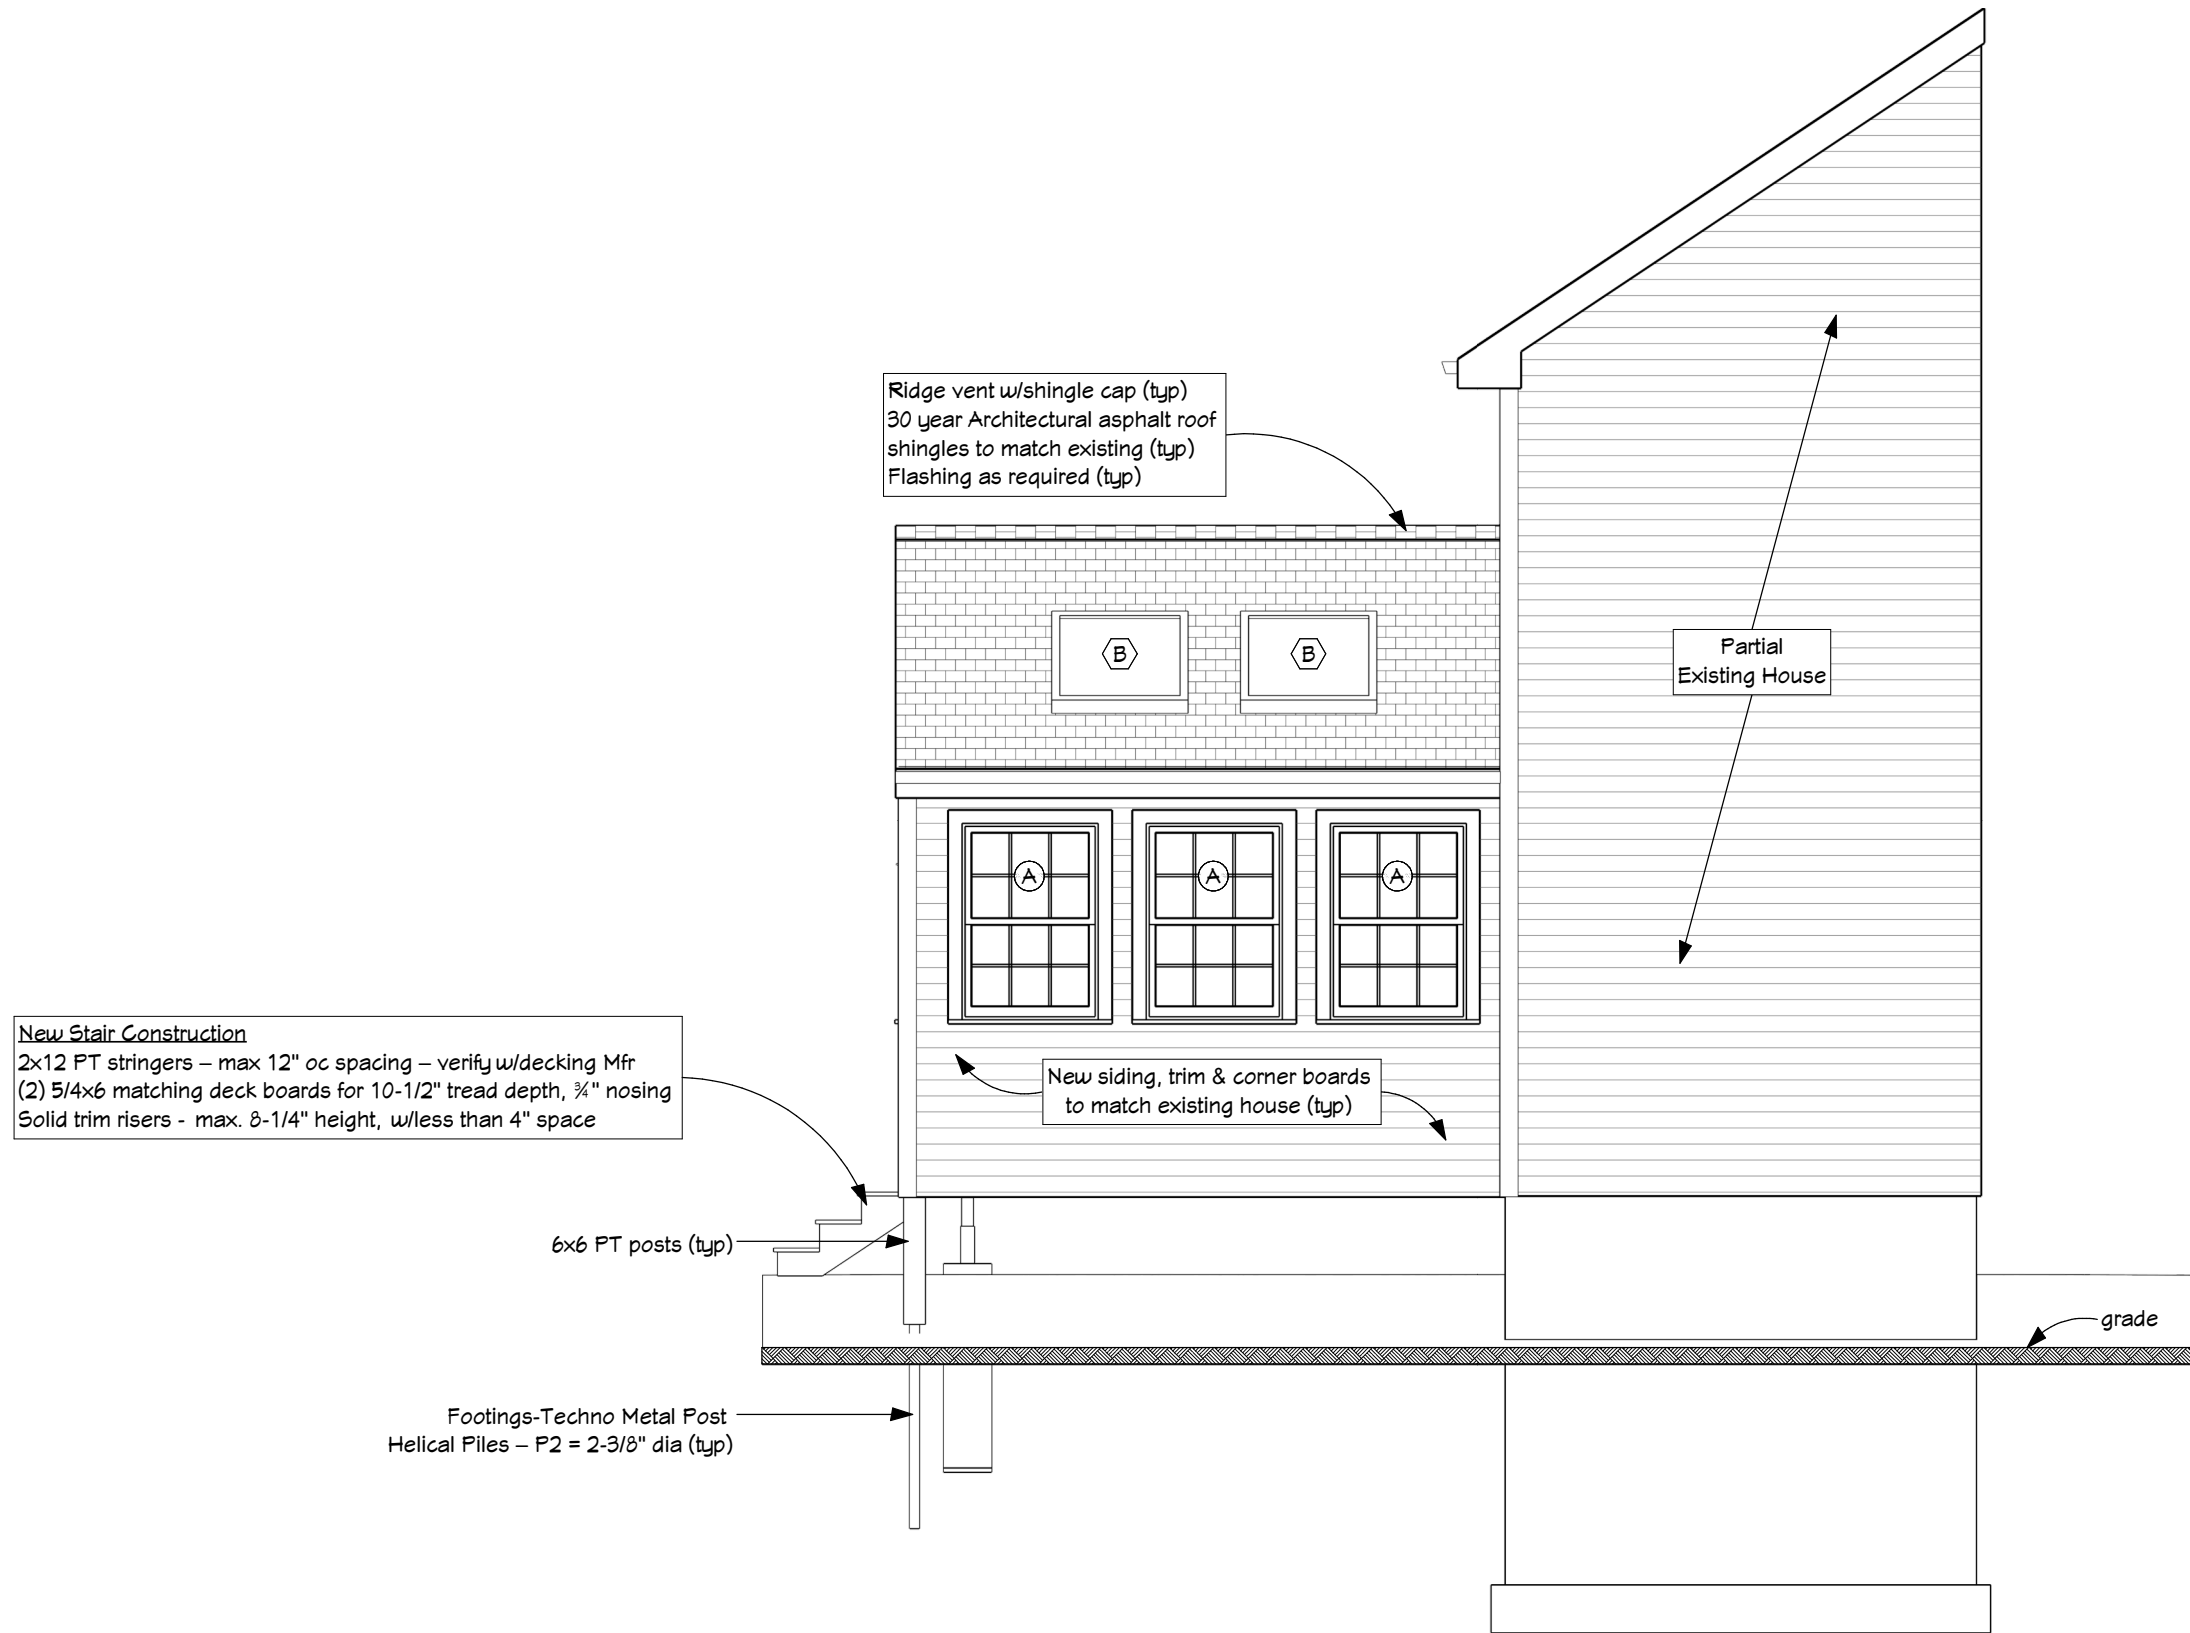 Ridge vent w/shingle cap (typ)
30 year Architectural asphalt roof
shingles to match existing (typ)
Flashing as required (typ)
B
B
Partial
Existing House
A
A
A
New Stair Construction
2x12 PT stringers – max 12" oc spacing – verify w/decking Mfr
(2) 5/4x6 matching deck boards for 10-1/2" tread depth, ¾" nosing
Solid trim risers - max. 8-1/4" height, w/less than 4" space
New siding, trim & corner boards
to match existing house (typ)
6x6 PT posts (typ)
grade
Footings-Techno Metal Post
Helical Piles – P2 = 2-3/8" dia (typ)